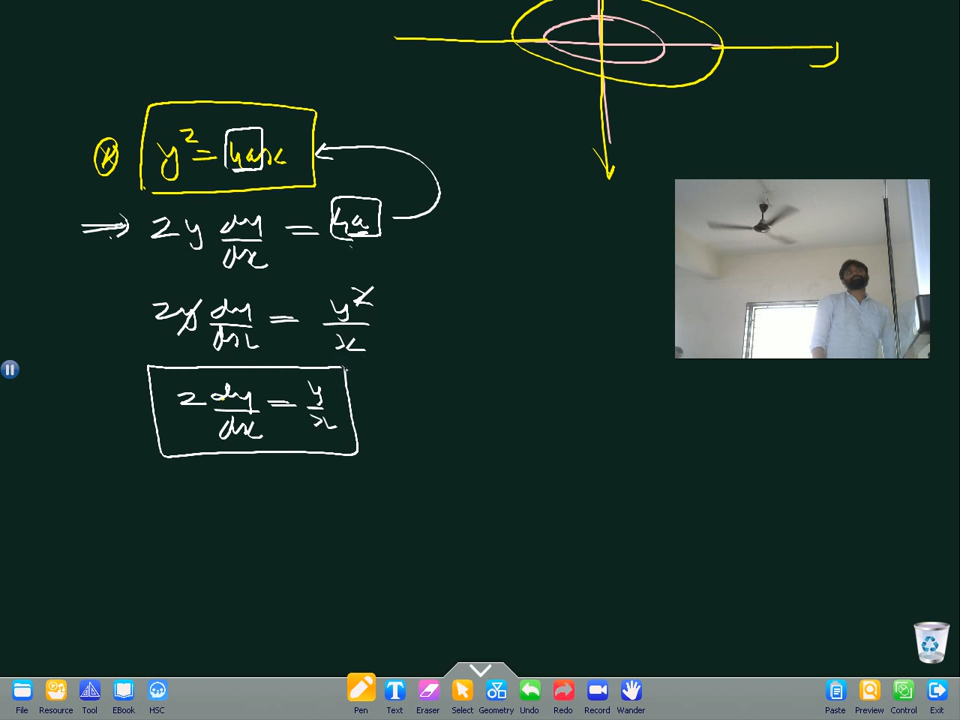 y² = 4ax
⇒ 2y dy/dx = 4a
2y dy/dx = y²/x
2 dy/dx = y/x
File Resource Tool EBook HSC Pen Text Eraser Select Geometry Undo Redo Record Wander Paste Preview Control Exit